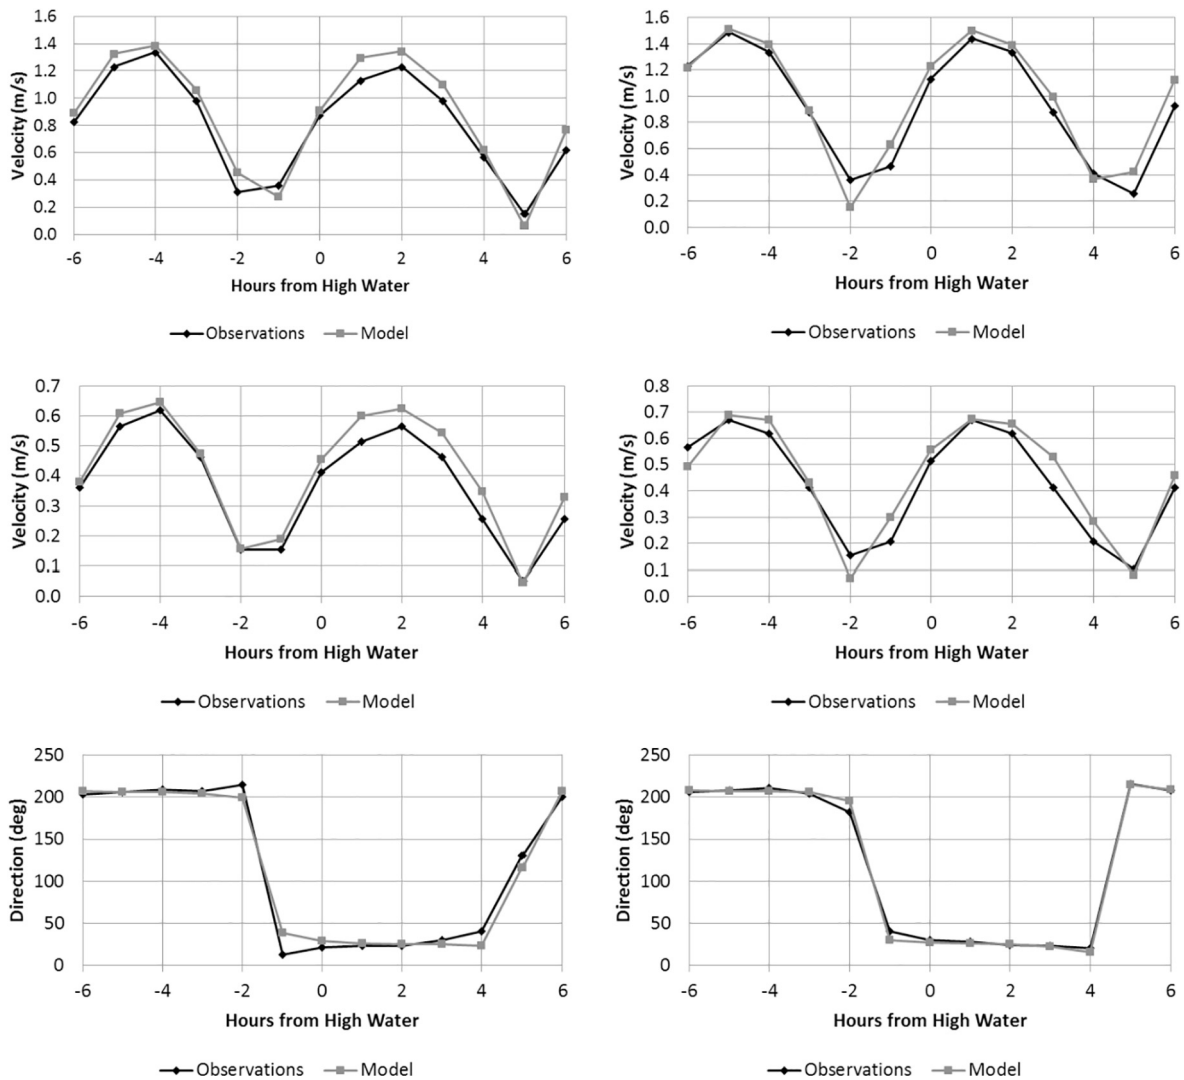 1.6
1.4
1.2
1.0
0.8
0.6
0.4
0.2
0.0
Velocity (m/s)
-6 -4 -2 0 2 4 6
Hours from High Water
Observations Model
1.6
1.4
1.2
1.0
0.8
0.6
0.4
0.2
0.0
Velocity (m/s)
-6 -4 -2 0 2 4 6
Hours from High Water
Observations Model
0.7
0.6
0.5
0.4
0.3
0.2
0.1
0.0
Velocity (m/s)
-6 -4 -2 0 2 4 6
Hours from High Water
Observations Model
0.8
0.7
0.6
0.5
0.4
0.3
0.2
0.1
0.0
Velocity (m/s)
-6 -4 -2 0 2 4 6
Hours from High Water
Observations Model
250
200
150
100
50
0
Direction (deg)
-6 -4 -2 0 2 4 6
Hours from High Water
Observations Model
250
200
150
100
50
0
Direction (deg)
-6 -4 -2 0 2 4 6
Hours from High Water
Observations Model